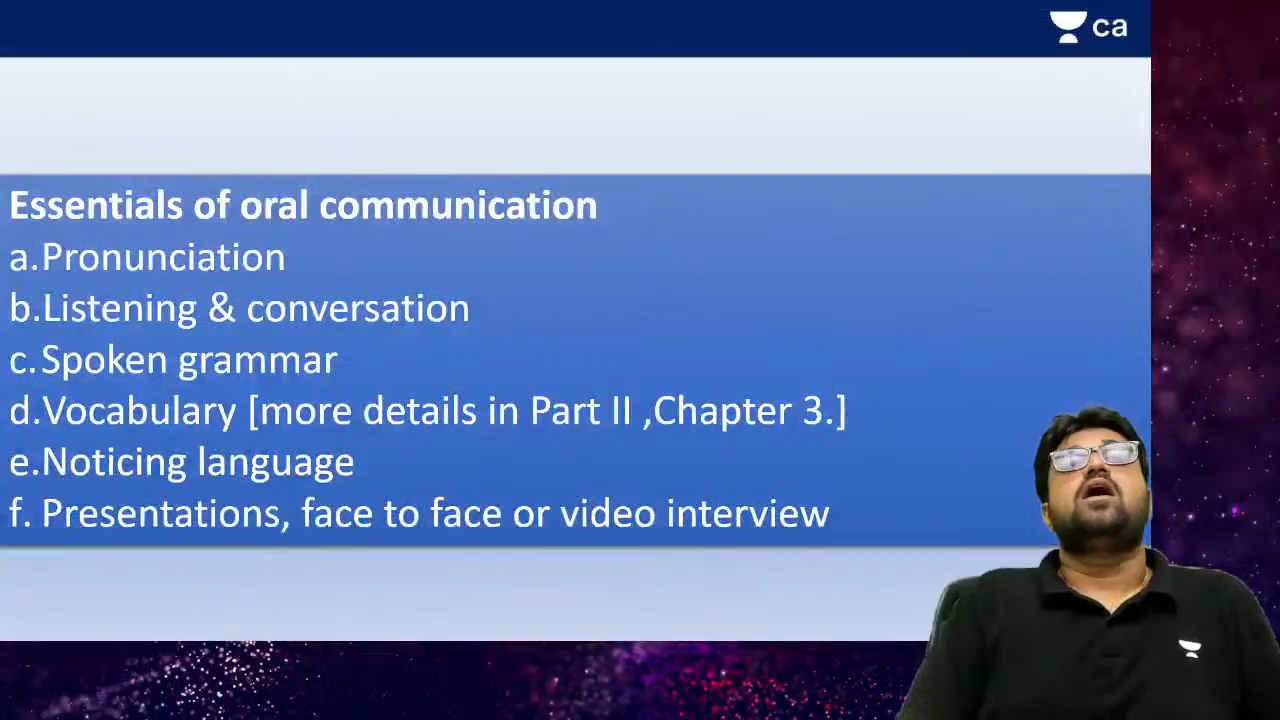 ca
Essentials of oral communication
a.Pronunciation
b.Listening & conversation
c.Spoken grammar
d.Vocabulary [more details in Part II ,Chapter 3.]
e.Noticing language
f. Presentations, face to face or video interview